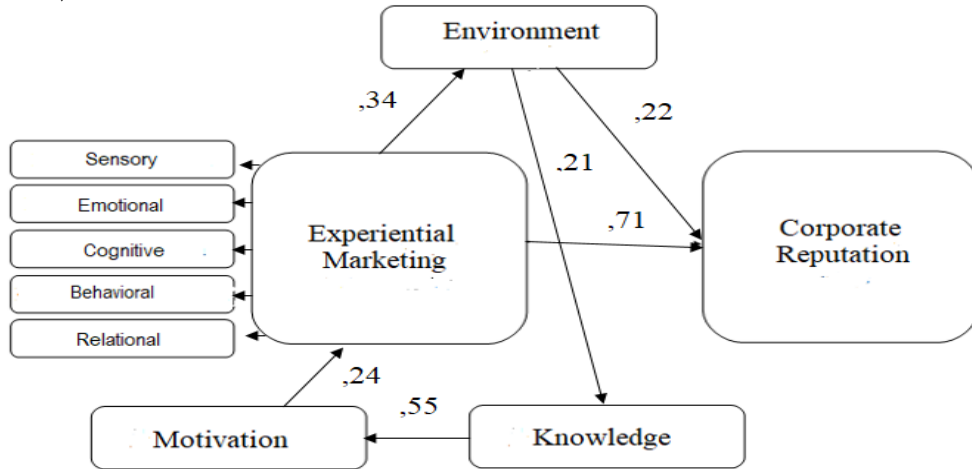 Environment
,34
,22
,21
Sensory
Emotional
Cognitive
Behavioral
Relational
Experiential
Marketing
,71
Corporate
Reputation
,24
,55
Motivation
Knowledge